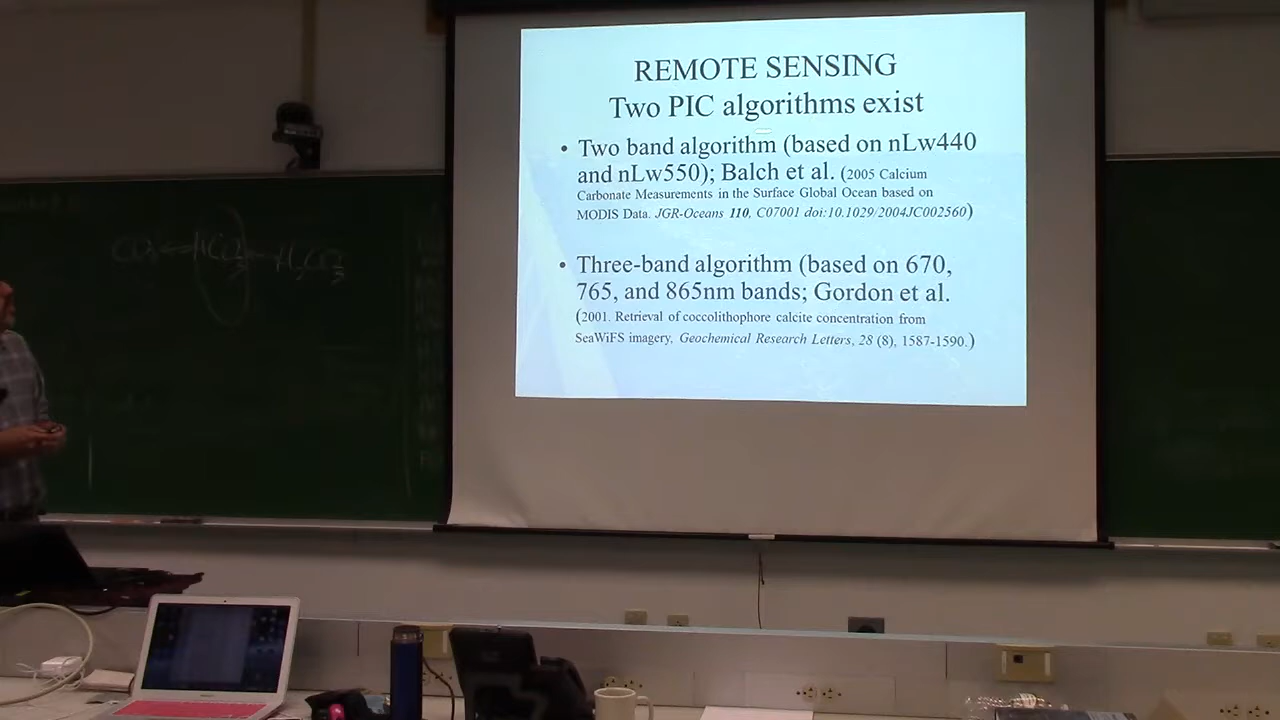 REMOTE SENSING
Two PIC algorithms exist
• Two band algorithm (based on nLw440
and nLw550); Balch et al. (2005 Calcium
Carbonate Measurements in the Surface Global Ocean based on
MODIS Data. JGR-Oceans 110, C07001 doi:10.1029/2004JC002560)
• Three-band algorithm (based on 670,
765, and 865nm bands; Gordon et al.
(2001. Retrieval of coccolithophore calcite concentration from
SeaWiFS imagery, Geochemical Research Letters, 28 (8), 1587-1590.)